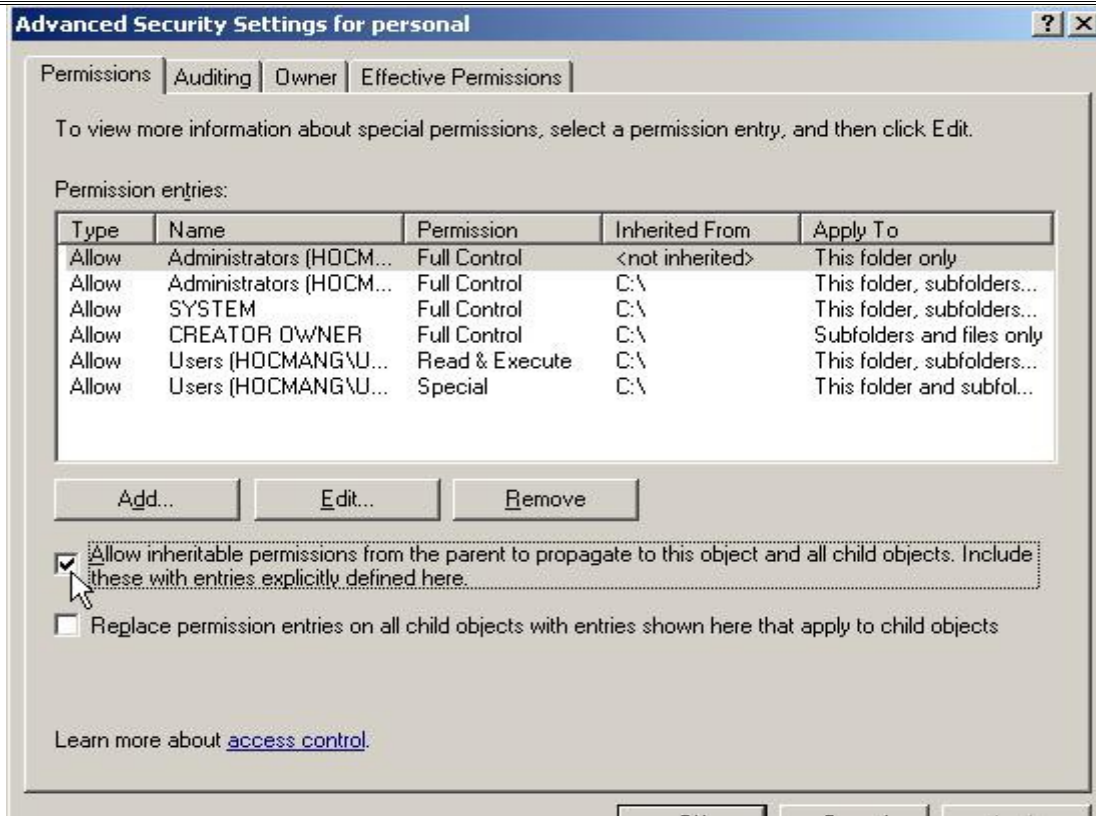 Advanced Security Settings for personal
Permissions Auditing Owner Effective Permissions
To view more information about special permissions, select a permission entry, and then click Edit.
Permission entries:
Type Name Permission Inherited From Apply To
Allow Administrators (HOCM... Full Control <not inherited> This folder only
Allow Administrators (HOCM... Full Control C:\ This folder, subfolders...
Allow SYSTEM Full Control C:\ This folder, subfolders...
Allow CREATOR OWNER Full Control C:\ Subfolders and files only
Allow Users (HOCMANG\U... Read & Execute C:\ This folder, subfolders...
Allow Users (HOCMANG\U... Special C:\ This folder and subfol...
Add... Edit... Remove
Allow inheritable permissions from the parent to propagate to this object and all child objects. Include
these with entries explicitly defined here.
Replace permission entries on all child objects with entries shown here that apply to child objects
Learn more about access control.